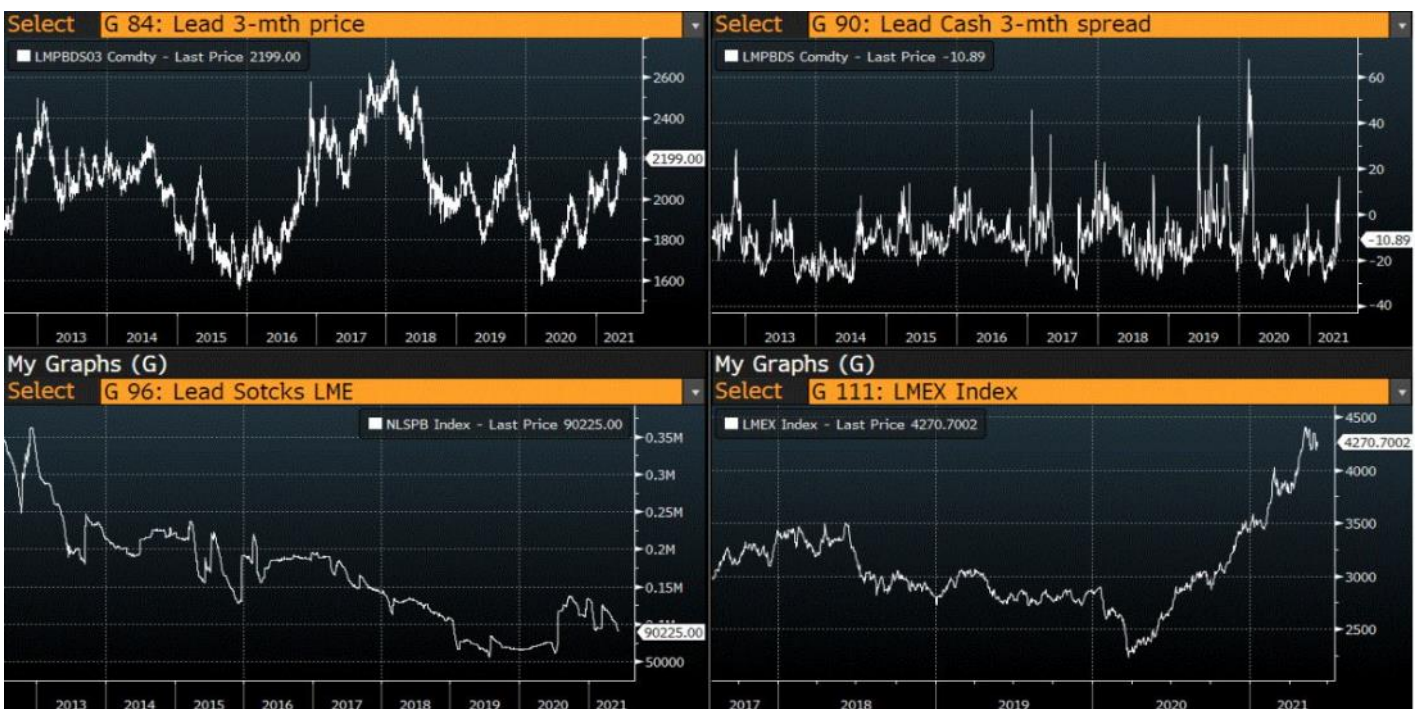 Select G 84: Lead 3-mth price
LMPBDS03 Comdty - Last Price 2199.00
2600
2400
2199.00
2000
1800
1600
2013 2014 2015 2016 2017 2018 2019 2020 2021
Select G 90: Lead Cash 3-mth spread
LMPBDS Comdty - Last Price -10.89
60
40
20
0
-10.89
-20
-40
2013 2014 2015 2016 2017 2018 2019 2020 2021
My Graphs (G)
Select G 96: Lead Sotcks LME
NLSPB Index - Last Price 90225.00
0.35M
0.3M
0.25M
0.2M
0.15M
90225.00
50000
2013 2014 2015 2016 2017 2018 2019 2020 2021
My Graphs (G)
Select G 111: LMEX Index
LMEX Index - Last Price 4270.7002
4500
4270.7002
4000
3500
3000
2500
2017 2018 2019 2020 2021